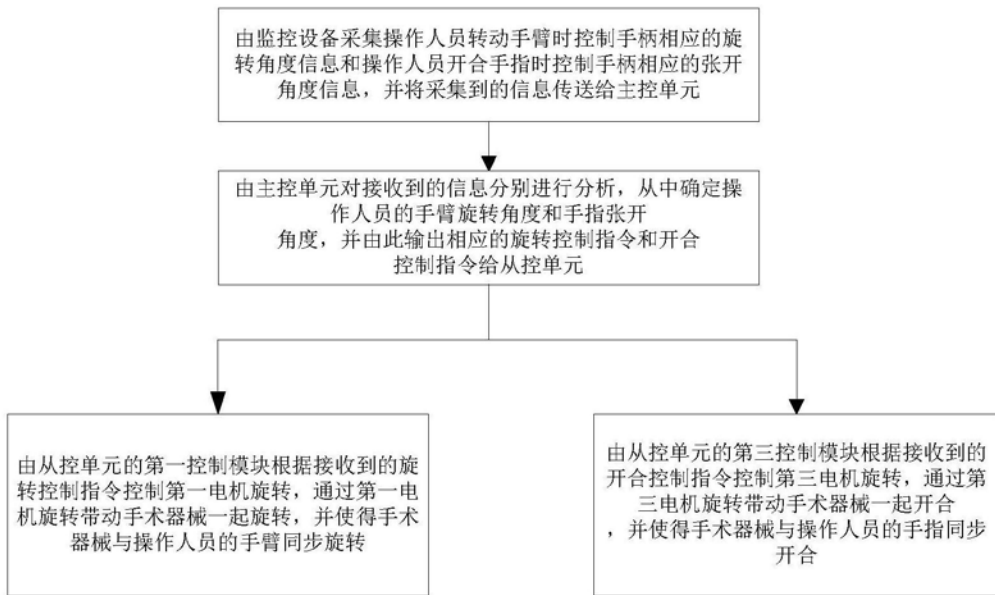 由监控设备采集操作人员转动手臂时控制手柄相应的旋
转角度信息和操作人员开合手指时控制手柄相应的张开
角度信息，并将采集到的信息传送给主控单元
由主控单元对接收到的信息分别进行分析，从中确定操
作人员的手臂旋转角度和手指张开
角度，并由此输出相应的旋转控制指令和开合
控制指令给从控单元
由从控单元的第一控制模块根据接收到的旋
转控制指令控制第一电机旋转，通过第一电
机旋转带动手术器械一起旋转，并使得手术
器械与操作人员的手臂同步旋转
由从控单元的第三控制模块根据接收到的
开合控制指令控制第三电机旋转，通过第
三电机旋转带动手术器械一起开合
，并使得手术器械与操作人员的手指同步
开合